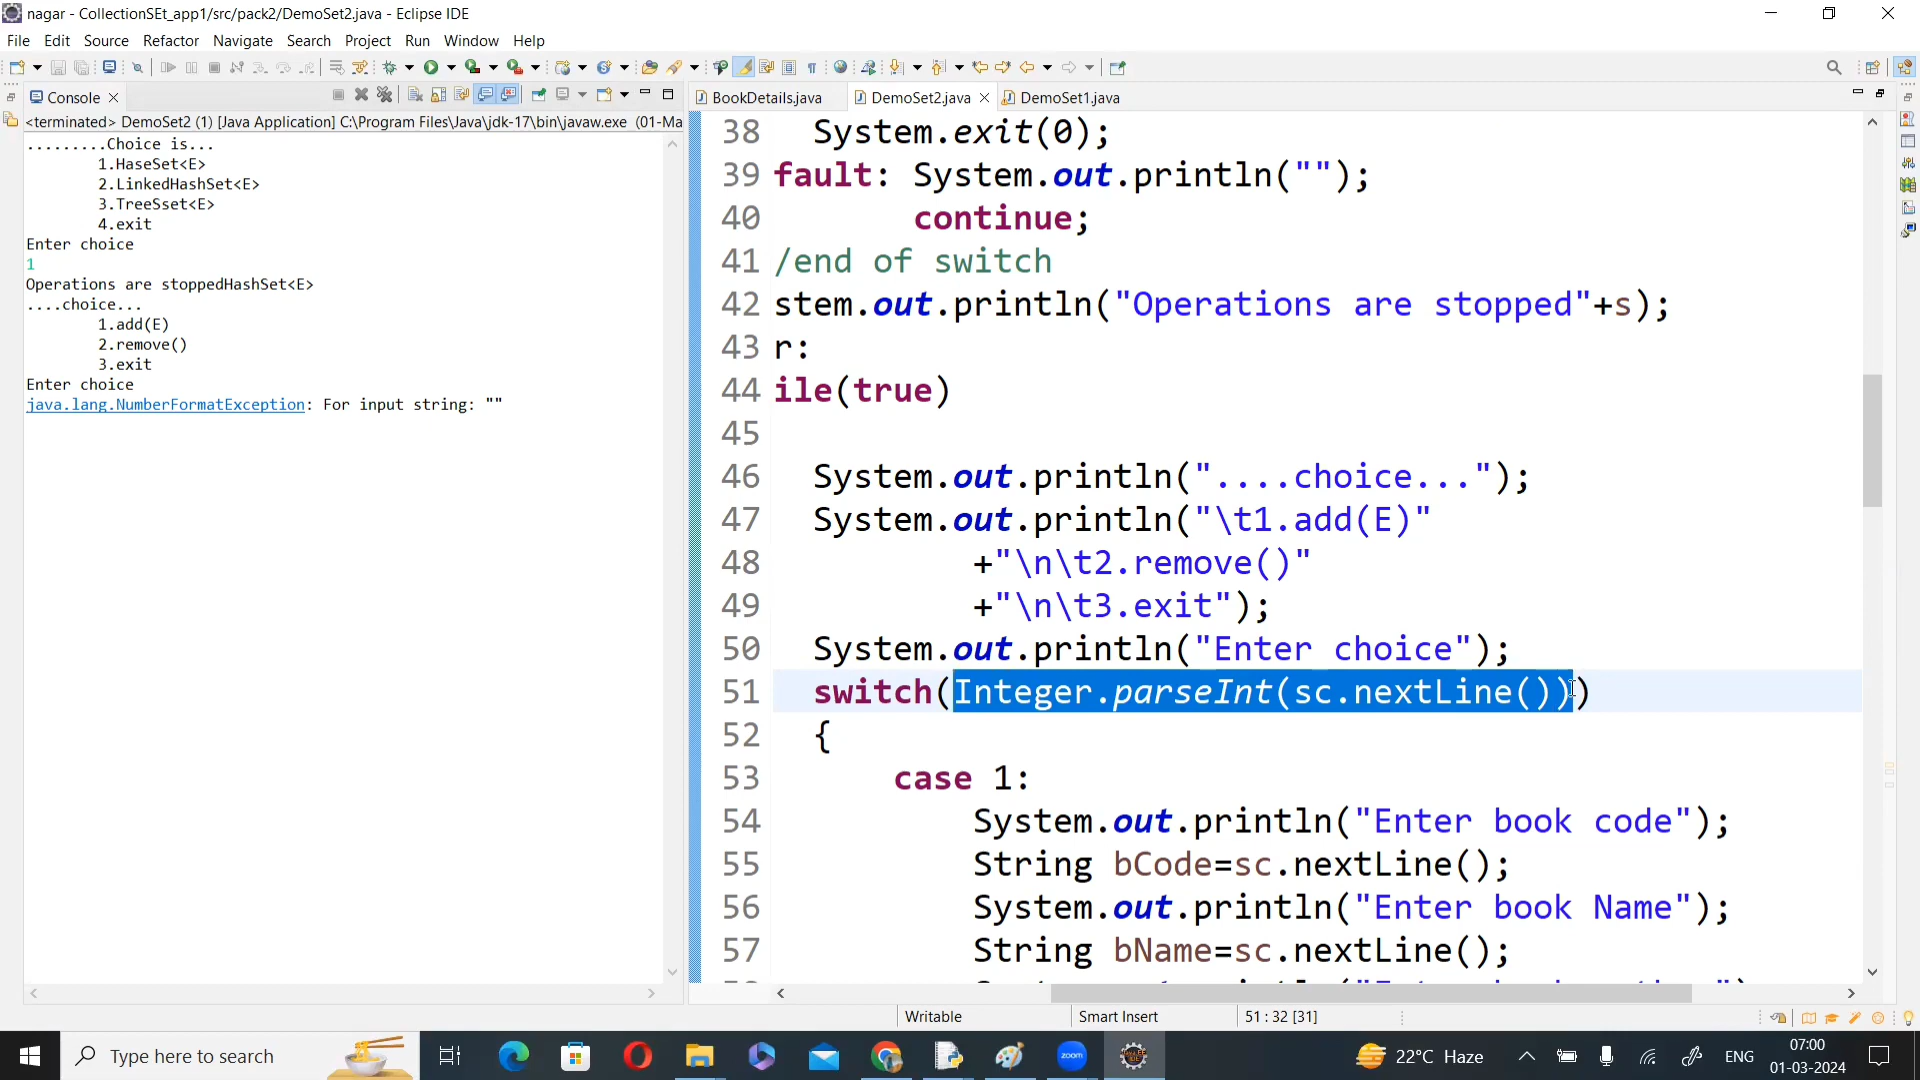 nagar - CollectionSEt_app1/src/pack2/DemoSet2.java - Eclipse IDE
File Edit Source Refactor Navigate Search Project Run Window Help
Console
<terminated> DemoSet2 (1) [Java Application] C:\Program Files\Java\jdk-17\bin\javaw.exe (01-Ma
.........Choice is...
1.HaseSet<E>
2.LinkedHashSet<E>
3.TreeSset<E>
4.exit
Enter choice
1
Operations are stoppedHashSet<E>
....choice...
1.add(E)
2.remove()
3.exit
Enter choice
java.lang.NumberFormatException: For input string: ""
BookDetails.java DemoSet2.java DemoSet1.java
38 System.exit(0);
39 fault: System.out.println("");
40 continue;
41 /end of switch
42 stem.out.println("Operations are stopped"+s);
43 r:
44 ile(true)
45
46 System.out.println("....choice...");
47 System.out.println("\t1.add(E)"
48 +"\n\t2.remove()"
49 +"\n\t3.exit");
50 System.out.println("Enter choice");
51 switch(Integer.parseInt(sc.nextLine()))
52 {
53 case 1:
54 System.out.println("Enter book code");
55 String bCode=sc.nextLine();
56 System.out.println("Enter book Name");
57 String bName=sc.nextLine();
Writable Smart Insert 51 : 32 [31]
Type here to search
zoom
22°C Haze
ENG
07:00
01-03-2024